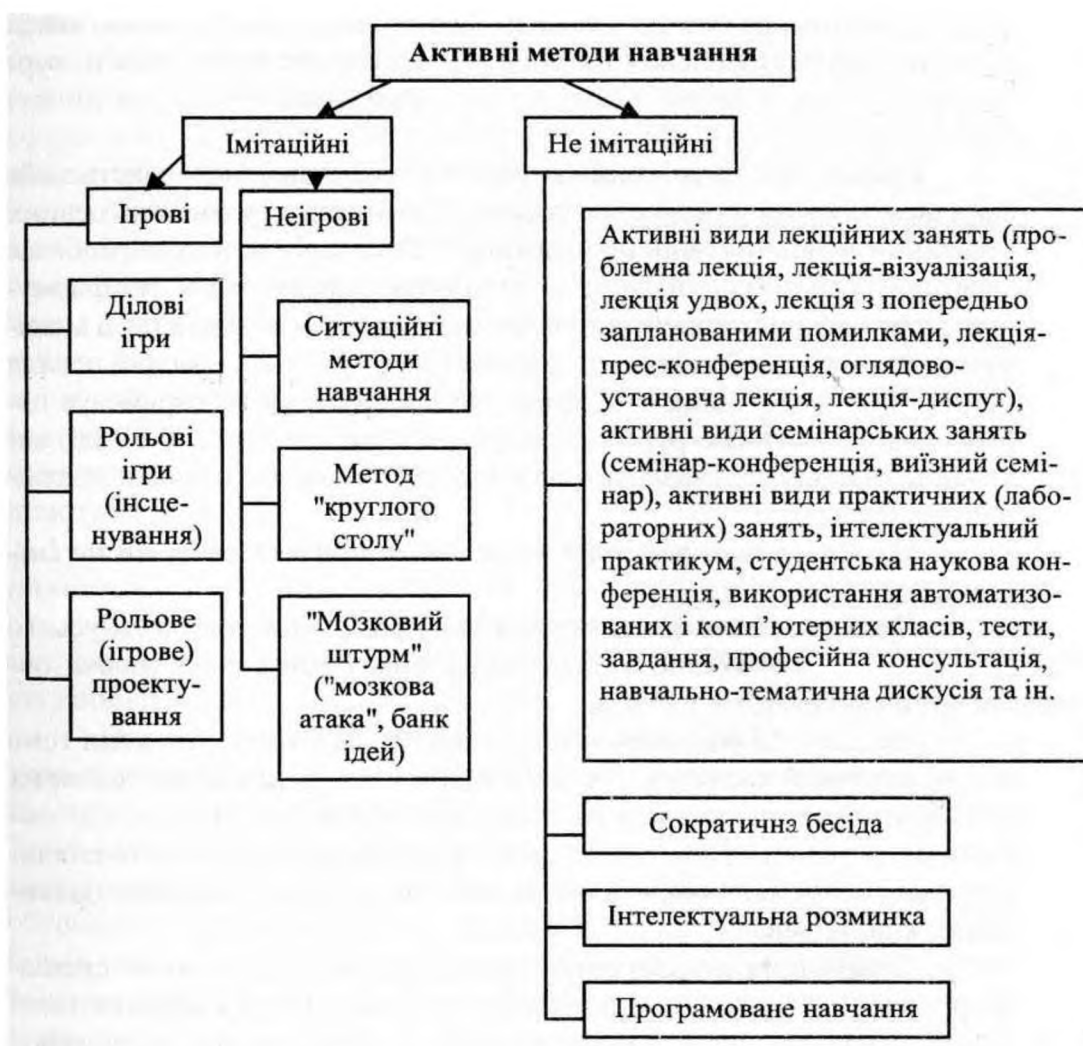 Активні методи навчання
Імітаційні
Не імітаційні
Ігрові
Неігрові
Ділові
ігри
Рольові
ігри
(інсце-
нування)
Рольове
(ігрове)
проекту-
вання
Ситуаційні
методи
навчання
Метод
"круглого
столу"
"Мозковий
штурм"
("мозкова
атака", банк
ідей)
Активні види лекційних занять (про-
блемна лекція, лекція-візуалізація,
лекція удвох, лекція з попередньо
запланованими помилками, лекція-
прес-конференція, оглядово-
установча лекція, лекція-диспут),
активні види семінарських занять
(семінар-конференція, виїзний семі-
нар), активні види практичних (лабо-
раторних) занять, інтелектуальний
практикум, студентська наукова кон-
ференція, використання автоматизо-
ваних і комп’ютерних класів, тести,
завдання, професійна консультація,
навчально-тематична дискусія та ін.
Сократична бесіда
Інтелектуальна розминка
Програмоване навчання